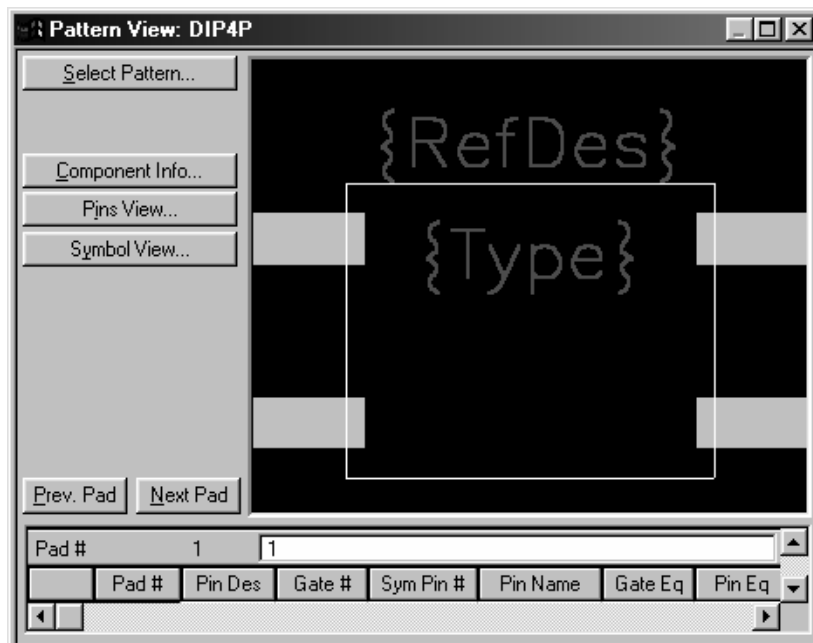 Pattern View: DIP4P
Select Pattern...
{RefDes}
Component Info...
Pins View...
{Type}
Symbol View...
Prev. Pad Next Pad
Pad # 1 1
Pad # Pin Des Gate # Sym Pin # Pin Name Gate Eq Pin Eq